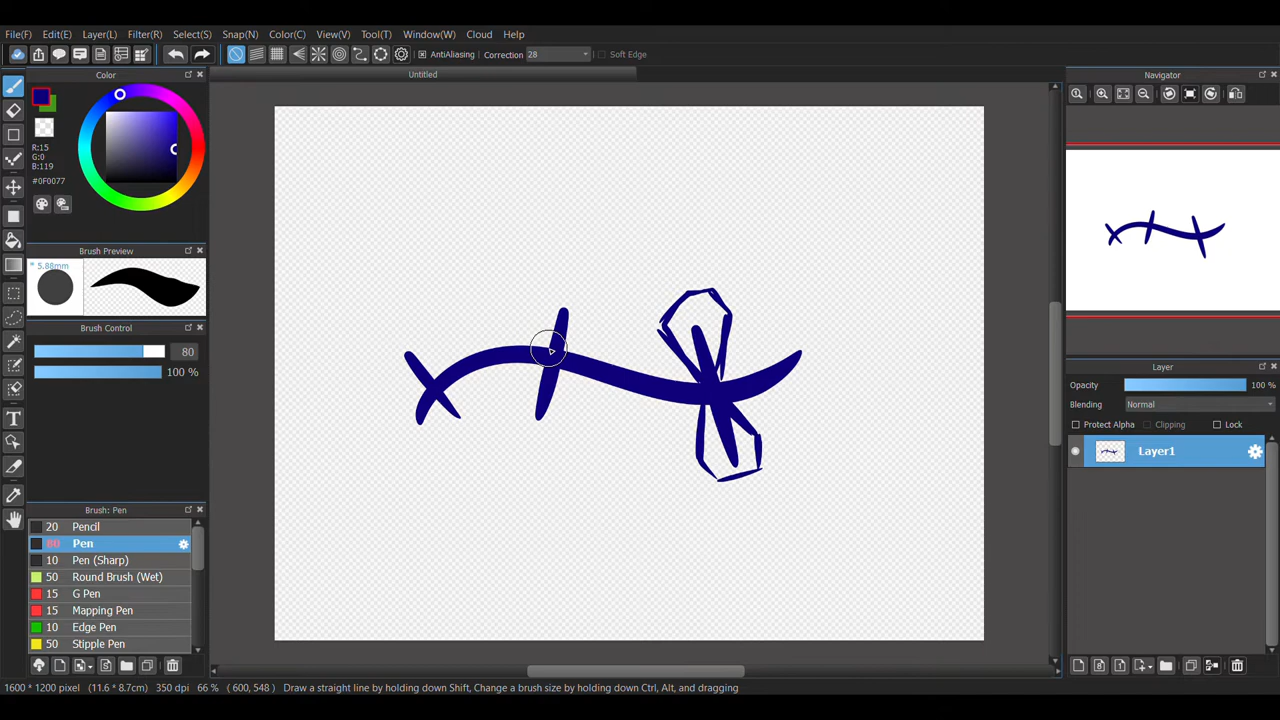 File(F) Edit(E) Layer(L) Filter(R) Select(S) Snap(N) Color(C) View(V) Tool(T) Window(W) Cloud Help
AntiAliasing Correction 28 Soft Edge
Color
Untitled
Navigator
R:15
G:0
B:119
#0F0077
Brush Preview
* 5.88mm
Brush Control
80
100 %
Layer
Opacity 100 %
Blending Normal
Protect Alpha Clipping Lock
Layer1
Brush: Pen
20 Pencil
80 Pen
10 Pen (Sharp)
50 Round Brush (Wet)
15 G Pen
15 Mapping Pen
10 Edge Pen
50 Stipple Pen
1600 * 1200 pixel (11.6 * 8.7cm) 350 dpi 66 % ( 600, 548 ) Draw a straight line by holding down Shift, Change a brush size by holding down Ctrl, Alt, and dragging